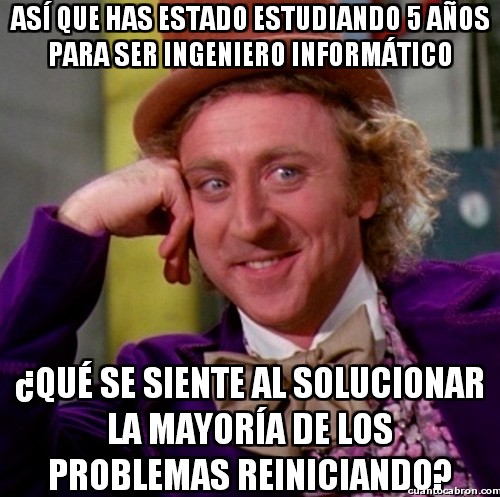 ASÍ QUE HAS ESTADO ESTUDIANDO 5 AÑOS
PARA SER INGENIERO INFORMÁTICO
¿QUÉ SE SIENTE AL SOLUCIONAR
LA MAYORÍA DE LOS
PROBLEMAS REINICIANDO?
cuantocabron.com